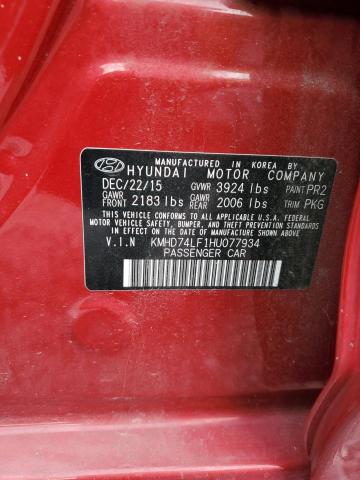 MANUFACTURED IN KOREA BY
HYUNDAI MOTOR COMPANY
DEC/22/15 GVWR 3924 lbs PAINT PR2
GAWR FRONT 2183 lbs GAWR REAR 2006 lbs TRIM PKG
THIS VEHICLE CONFORMS TO ALL APPLICABLE U.S.A. FEDERAL
MOTOR VEHICLE SAFETY, BUMPER, AND THEFT PREVENTION STANDARDS
IN EFFECT ON THE DATE OF MANUFACTURE SHOWN ABOVE.
V.I.N KMHD74LF1HU077934
PASSENGER CAR